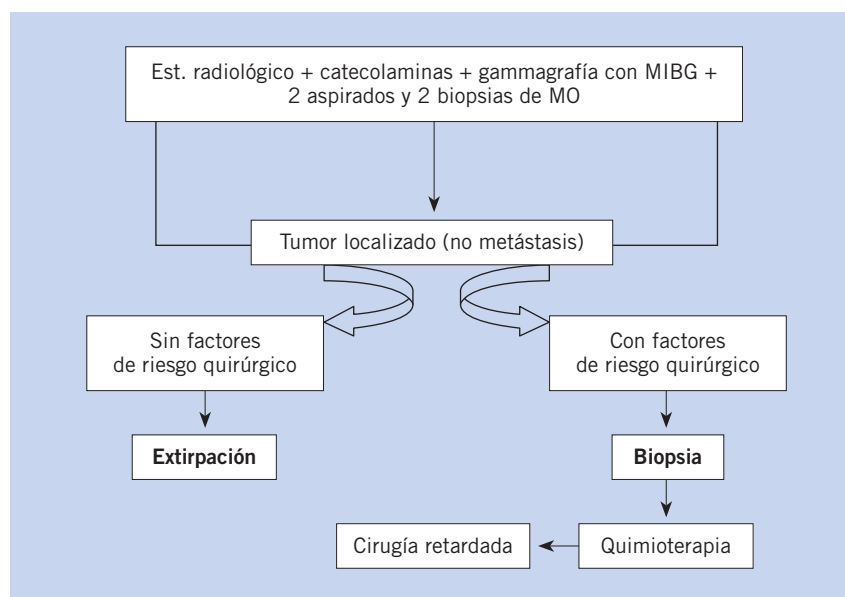 Est. radiológico + catecolaminas + gammagrafía con MIBG +
2 aspirados y 2 biopsias de MO
Tumor localizado (no metástasis)
Sin factores
de riesgo quirúrgico
Con factores
de riesgo quirúrgico
Extirpación
Biopsia
Cirugía retardada
Quimioterapia